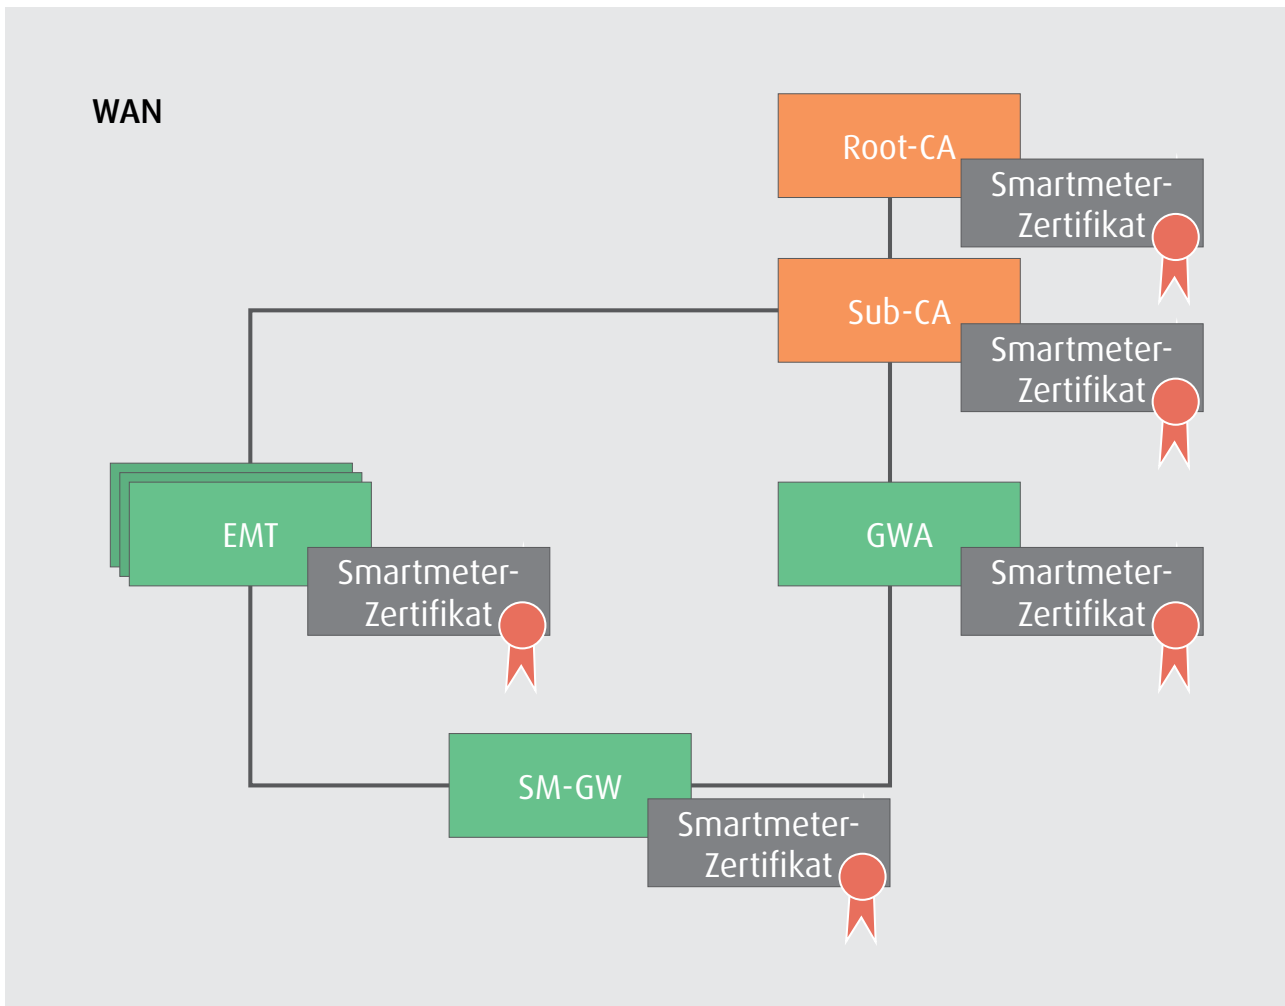 WAN
Root-CA
Smartmeter-
Zertifikat
Sub-CA
Smartmeter-
Zertifikat
EMT
Smartmeter-
Zertifikat
GWA
Smartmeter-
Zertifikat
SM-GW
Smartmeter-
Zertifikat